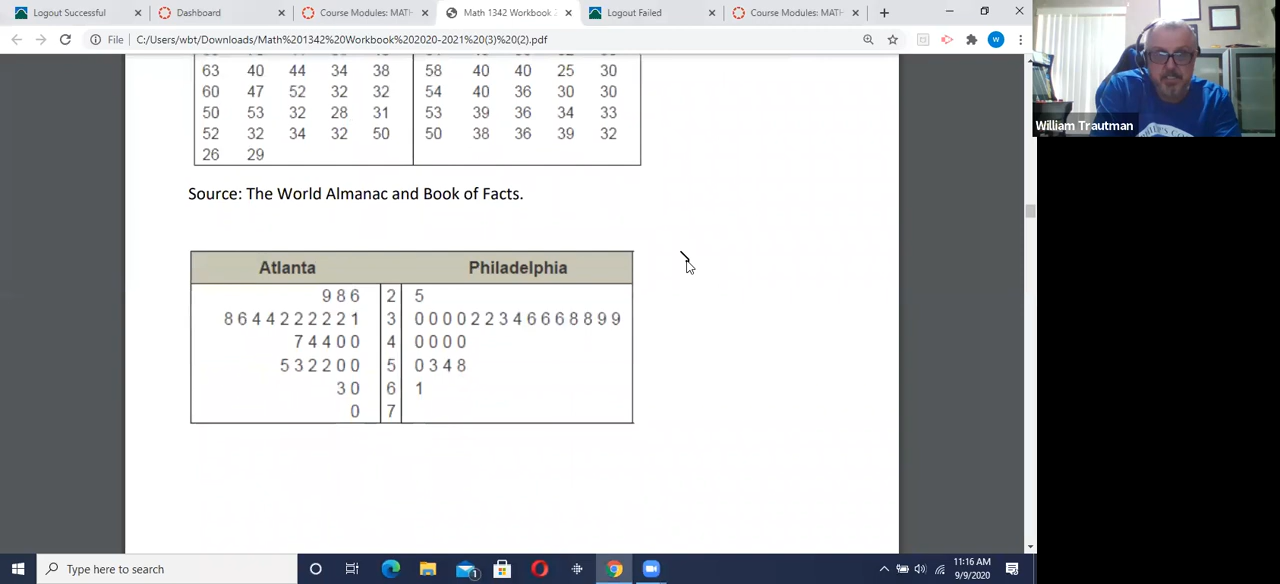 Logout Successful
Dashboard
Course Modules: MATH
Math 1342 Workbook
Logout Failed
Course Modules: MATH
File C:/Users/wbt/Downloads/Math%201342%20Workbook%202020-2021%20(3)%20(2).pdf
W
63 40 44 34 38 58 40 40 25 30
60 47 52 32 32 54 40 36 30 30
50 53 32 28 31 53 39 36 34 33
52 32 34 32 50 50 38 36 39 32
26 29
Source: The World Almanac and Book of Facts.
Atlanta Philadelphia
9 8 6 2 5
8 6 4 4 2 2 2 2 2 1 3 0 0 0 0 2 2 3 4 6 6 6 8 8 9 9
7 4 4 0 0 4 0 0 0 0
5 3 2 2 0 0 5 0 3 4 8
3 0 6 1
0 7
William Trautman
Type here to search
1
11:16 AM
9/9/2020